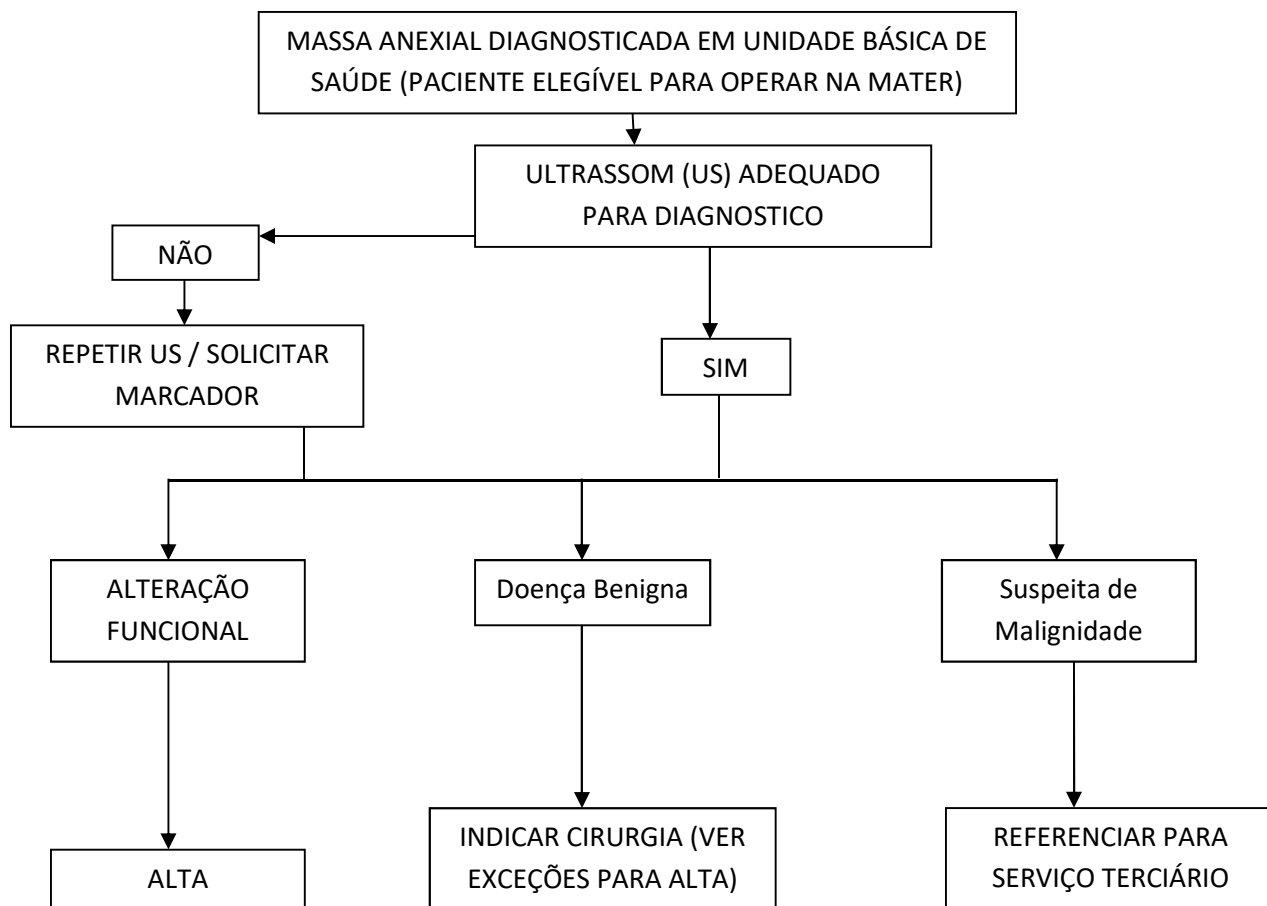 MASSA ANEXIAL DIAGNOSTICADA EM UNIDADE BÁSICA DE
SAÚDE (PACIENTE ELEGÍVEL PARA OPERAR NA MATER)
ULTRASSOM (US) ADEQUADO
PARA DIAGNOSTICO
NÃO
REPETIR US / SOLICITAR
MARCADOR
SIM
ALTERAÇÃO
FUNCIONAL
Doença Benigna
Suspeita de
Malignidade
ALTA
INDICAR CIRURGIA (VER
EXCEÇÕES PARA ALTA)
REFERENCIAR PARA
SERVIÇO TERCIÁRIO